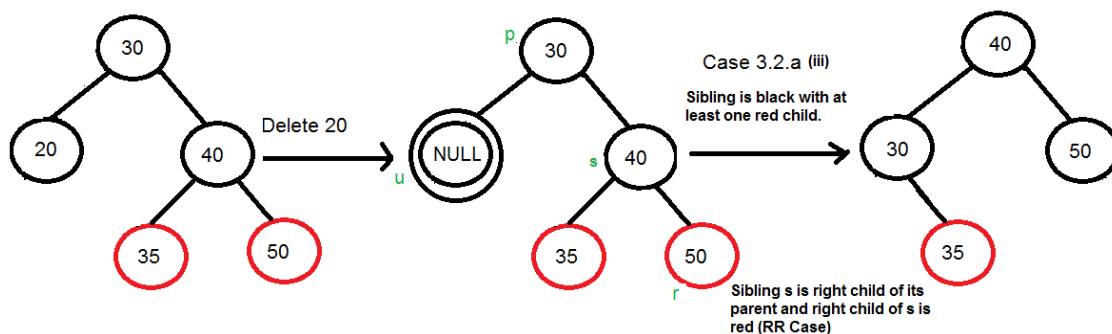 30
20
40
35
50
Delete 20
p
30
NULL
u
s
40
35
50
r
Case 3.2.a (iii)
Sibling is black with at
least one red child.
Sibling s is right child of its
parent and right child of s is
red (RR Case)
40
30
50
35